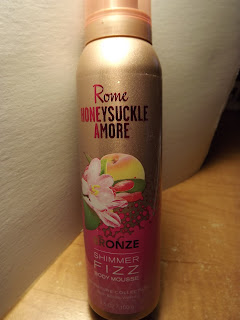 Rome
HONEYSUCKLE
AMORE
BRONZE
SHIMMER
FIZZ
BODY MOUSSE